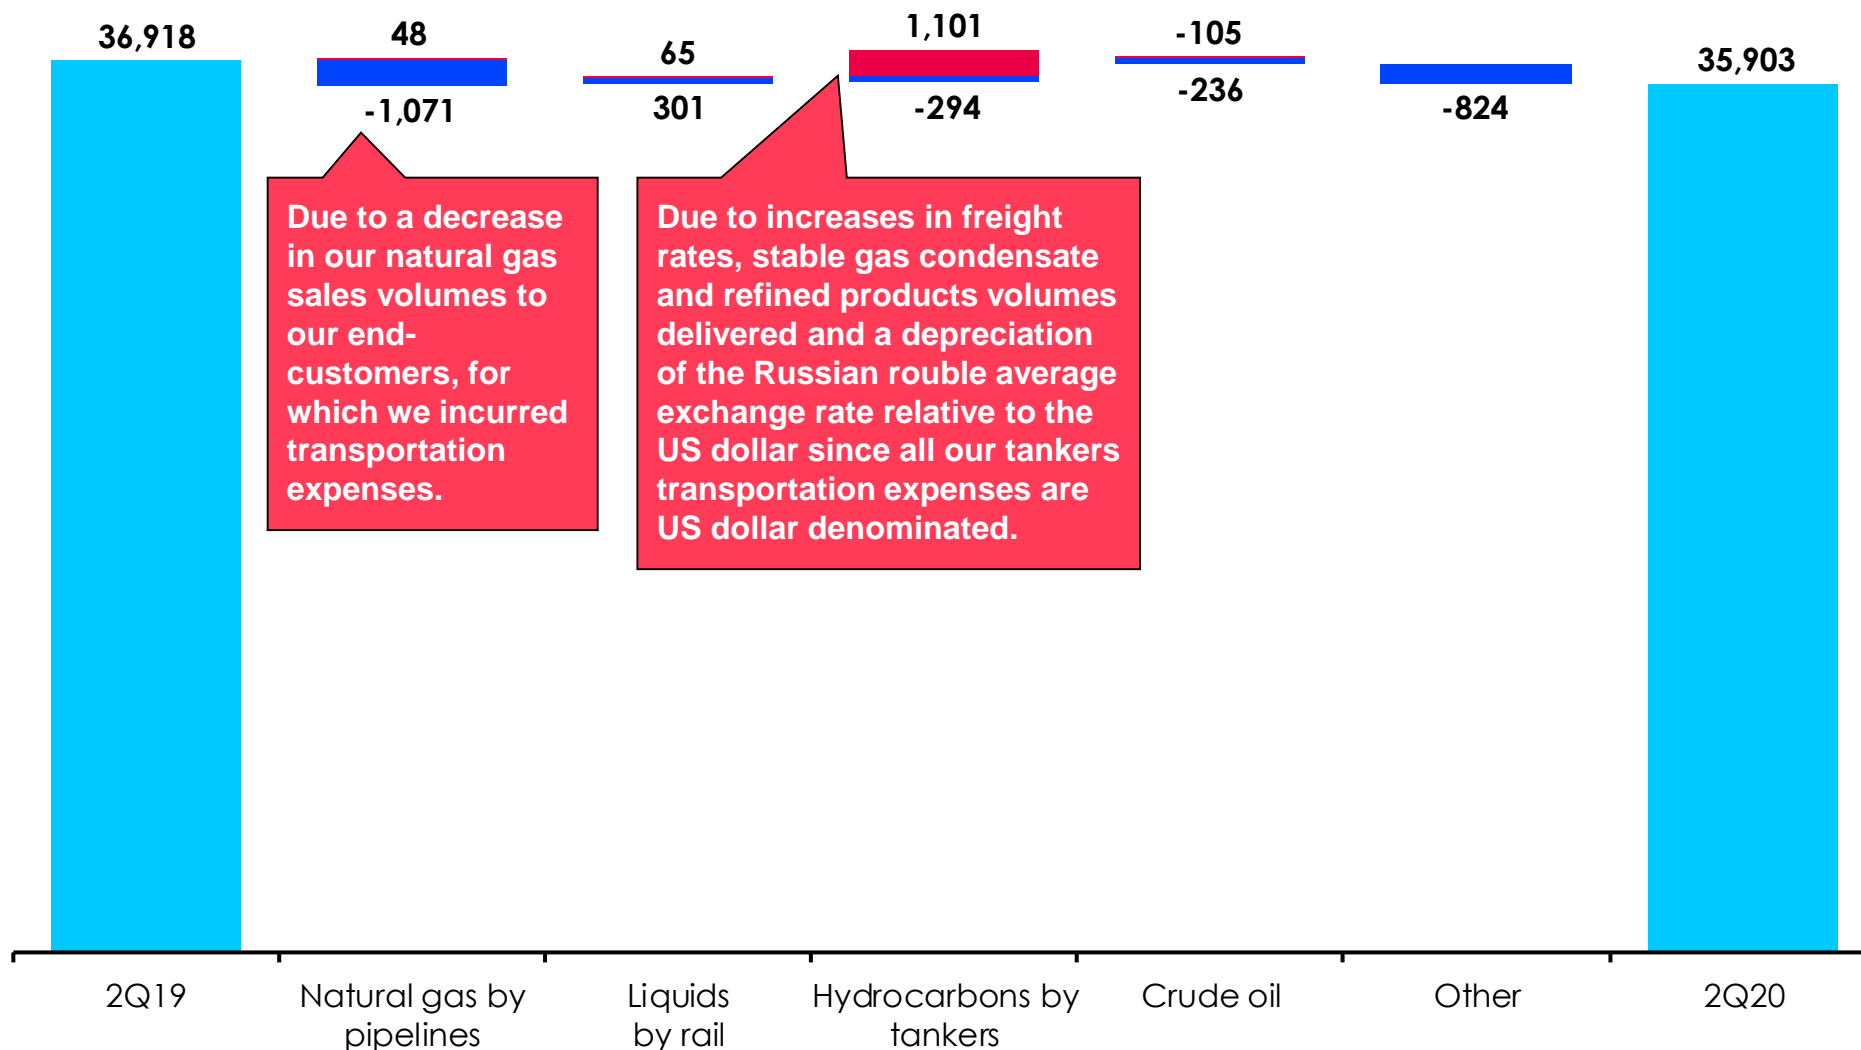 36,918
48
65
1,101
-105
35,903
-1,071
301
-294
-236
-824
Due to a decrease
in our natural gas
sales volumes to
our end-
customers, for
which we incurred
transportation
expenses.
Due to increases in freight
rates, stable gas condensate
and refined products volumes
delivered and a depreciation
of the Russian rouble average
exchange rate relative to the
US dollar since all our tankers
transportation expenses are
US dollar denominated.
2Q19
Natural gas by
pipelines
Liquids
by rail
Hydrocarbons by
tankers
Crude oil
Other
2Q20